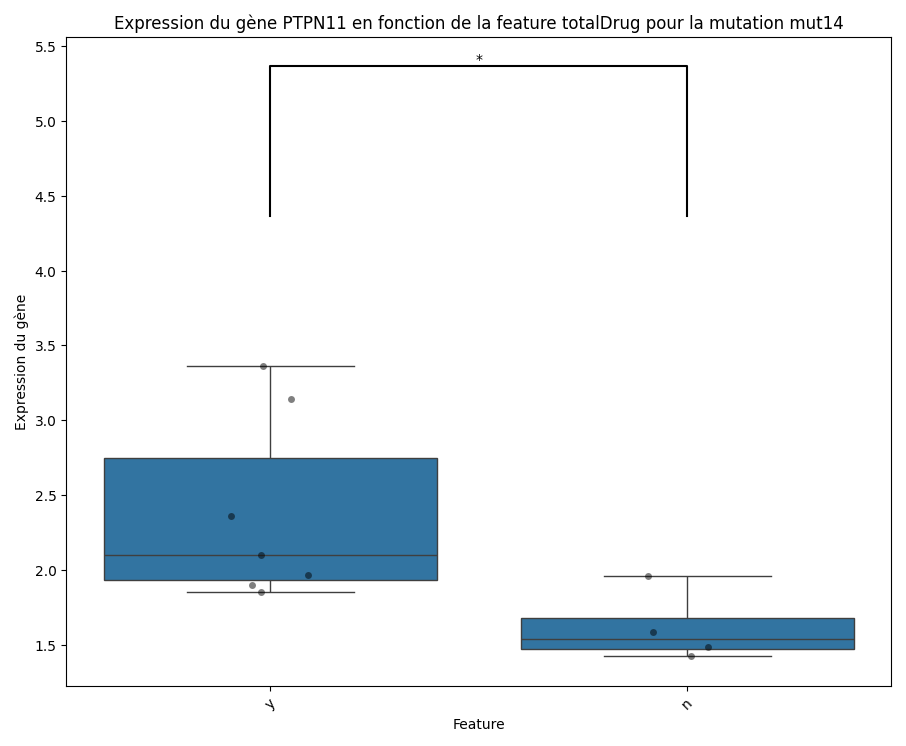 Expression du gène PTPN11 en fonction de la feature totalDrug pour la mutation mut14
*
5.5
5.0
4.5
4.0
3.5
3.0
2.5
2.0
1.5
Expression du gène
y
n
Feature